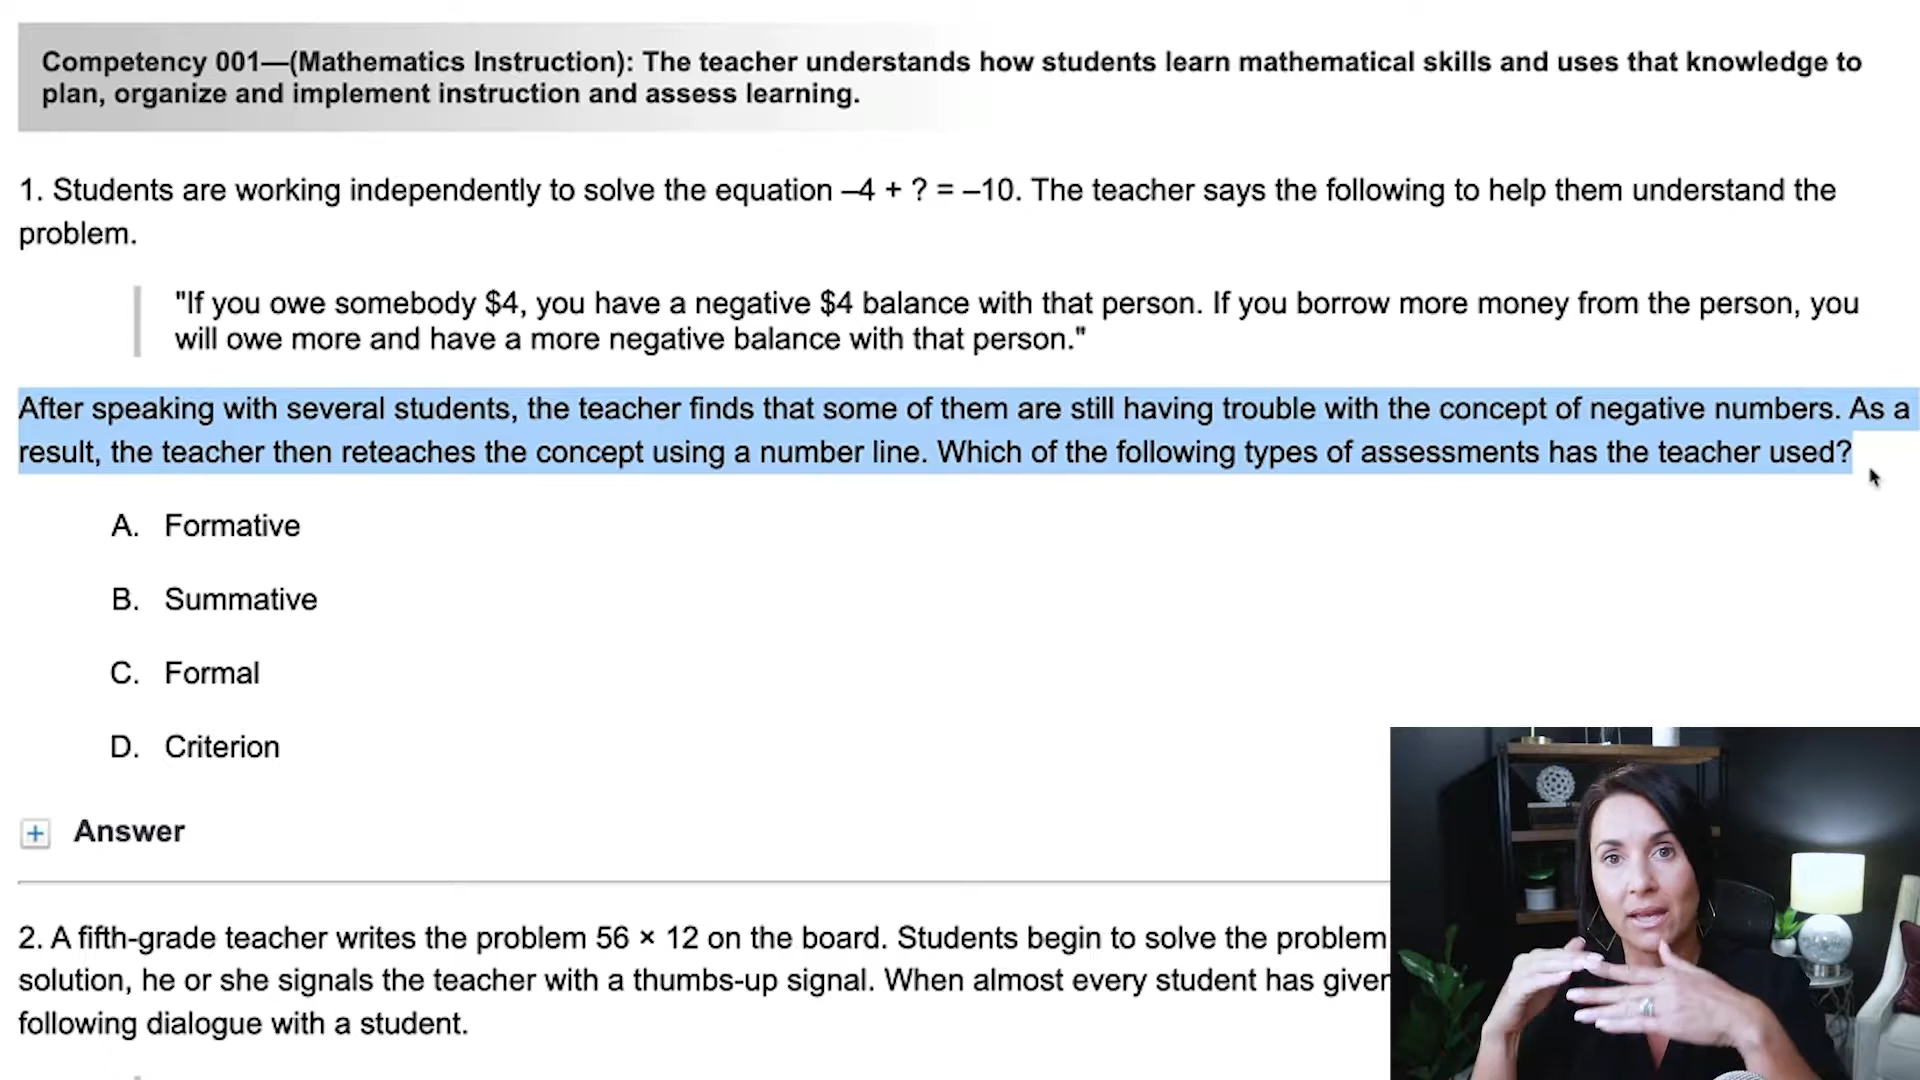 Competency 001—(Mathematics Instruction): The teacher understands how students learn mathematical skills and uses that knowledge to
plan, organize and implement instruction and assess learning.
1. Students are working independently to solve the equation –4 + ? = –10. The teacher says the following to help them understand the
problem.
"If you owe somebody $4, you have a negative $4 balance with that person. If you borrow more money from the person, you
will owe more and have a more negative balance with that person."
After speaking with several students, the teacher finds that some of them are still having trouble with the concept of negative numbers. As a
result, the teacher then reteaches the concept using a number line. Which of the following types of assessments has the teacher used?
A. Formative
B. Summative
C. Formal
D. Criterion
Answer
2. A fifth-grade teacher writes the problem 56 × 12 on the board. Students begin to solve the problem
solution, he or she signals the teacher with a thumbs-up signal. When almost every student has given
following dialogue with a student.